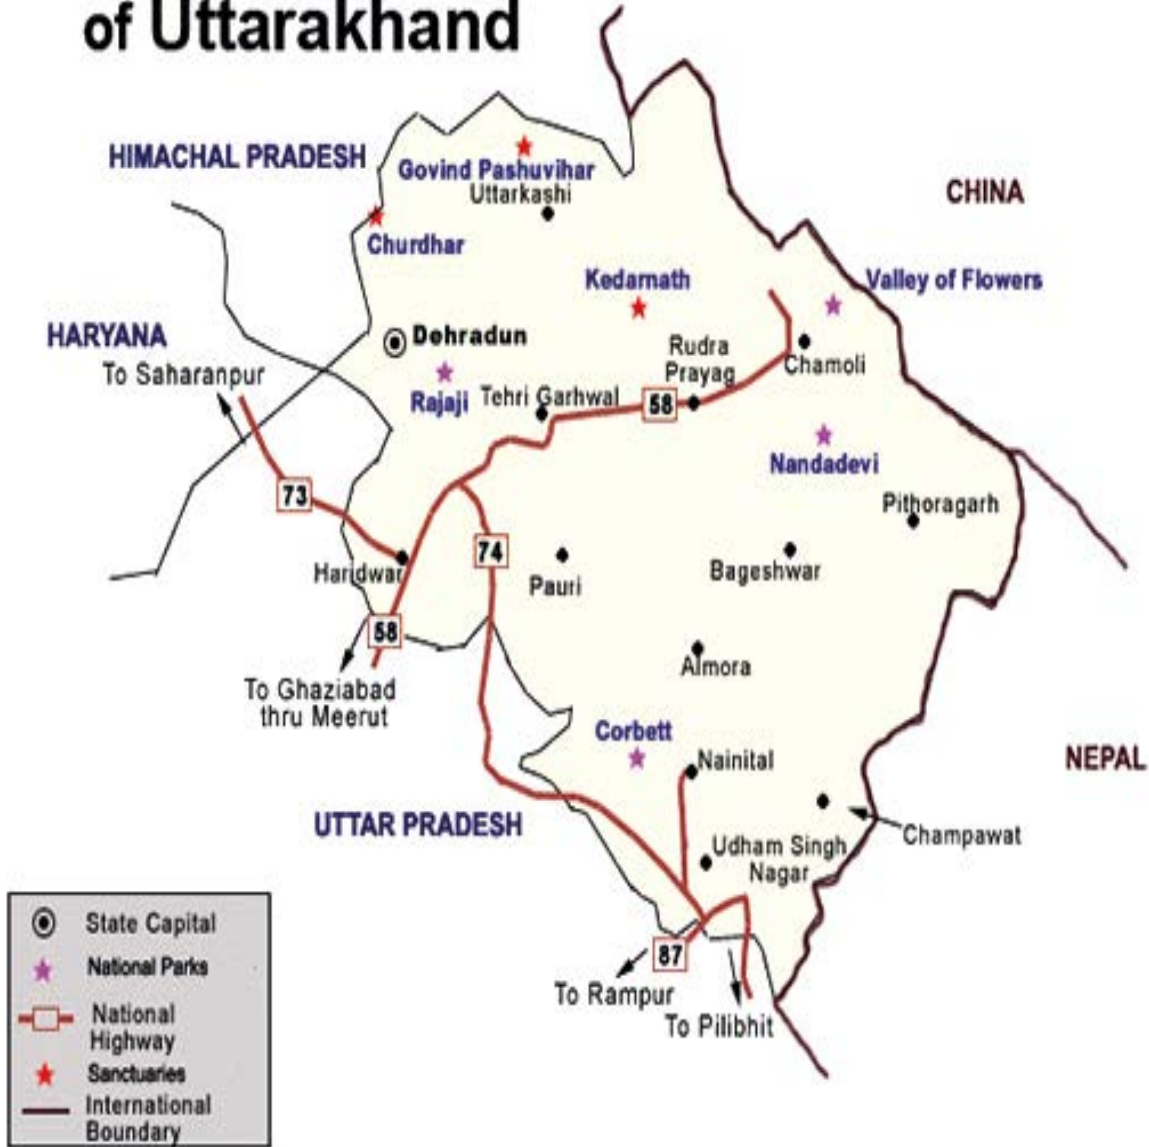 of Uttarakhand
HIMACHAL PRADESH
Govind Pashuvihar
Uttarkashi
CHINA
Churdhar
Kedarnath
Valley of Flowers
HARYANA
Dehradun
To Saharanpur
Rudra
Prayag
Chamoli
Rajaji
Tehri Garhwal
58
Nandadevi
73
Pithoragarh
74
Haridwar
Pauri
Bageshwar
58
Almora
To Ghaziabad
thru Meerut
Corbett
Nainital
NEPAL
UTTAR PRADESH
Champawat
Udham Singh
Nagar
87
To Rampur
To Pilibhit
State Capital
National Parks
National
Highway
Sanctuaries
International
Boundary